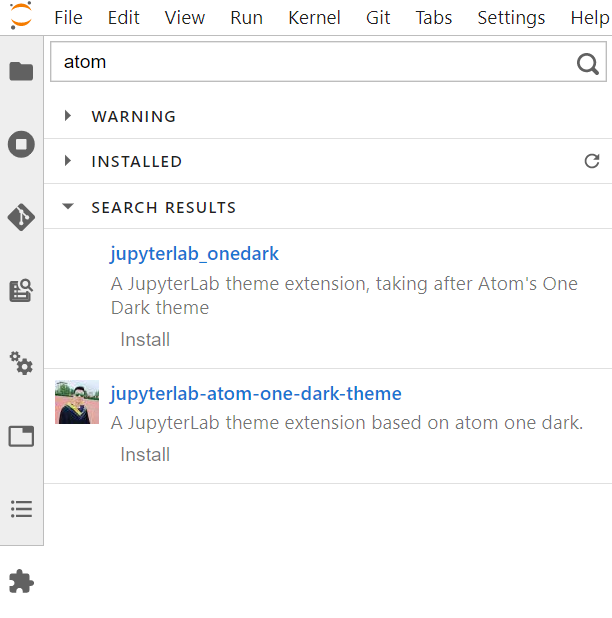 File Edit View Run Kernel Git Tabs Settings Help
atom
WARNING
INSTALLED
SEARCH RESULTS
jupyterlab_onedark
A JupyterLab theme extension, taking after Atom's One
Dark theme
Install
jupyterlab-atom-one-dark-theme
A JupyterLab theme extension based on atom one dark.
Install